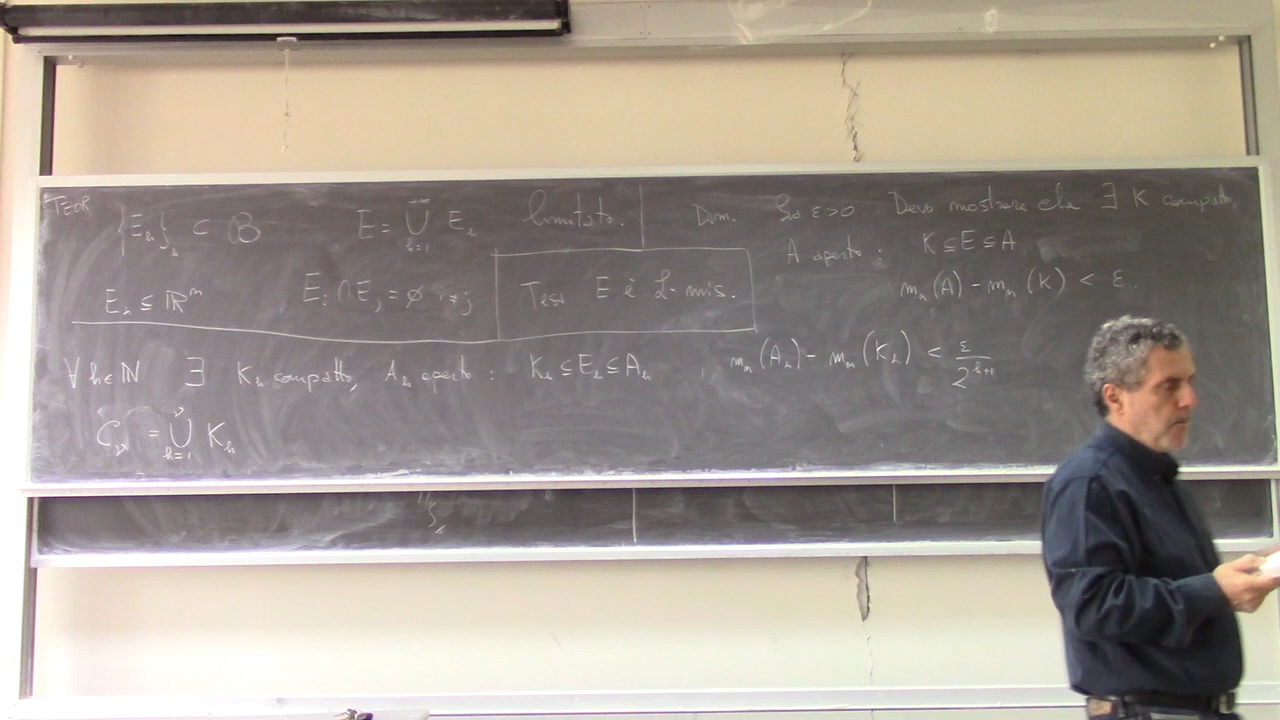 TEOR
{E_h}_h ⊂ B   E = ⋃_{h=1}^{+∞} E_h limitato.
E_h ⊆ ℝⁿ   E_i ∩ E_j = ∅ i≠j
Tesi E è L-mis.
Dim. Sia ε>0 Devo mostrare che ∃ K compatto,
A aperto : K ⊆ E ⊆ A,
m_n(A) - m_n(K) < ε.
∀ h∈ℕ ∃ K_h compatto, A_h aperto : K_h ⊆ E_h ⊆ A_h , m_n(A_h) - m_n(K_h) < ε/2^{h+1}
C_ν = ⋃_{h=1}^{ν} K_h